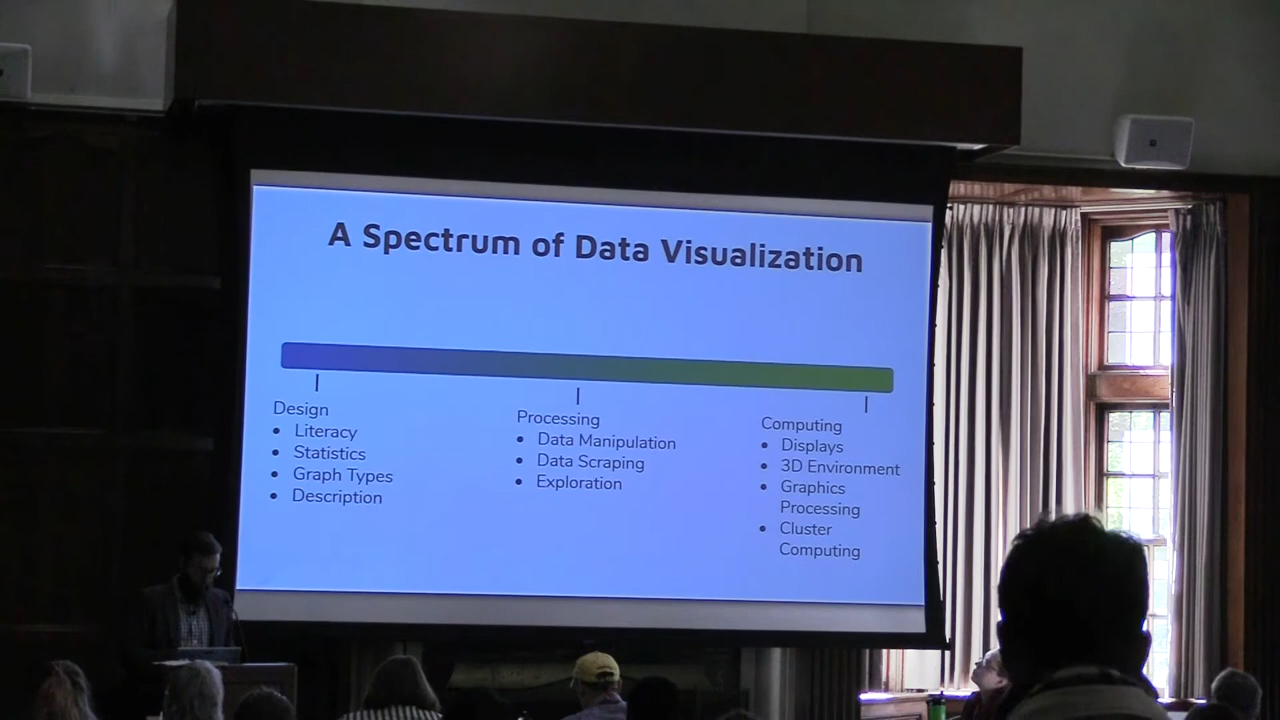 A Spectrum of Data Visualization
Design
• Literacy
• Statistics
• Graph Types
• Description
Processing
• Data Manipulation
• Data Scraping
• Exploration
Computing
• Displays
• 3D Environment
• Graphics
Processing
• Cluster
Computing